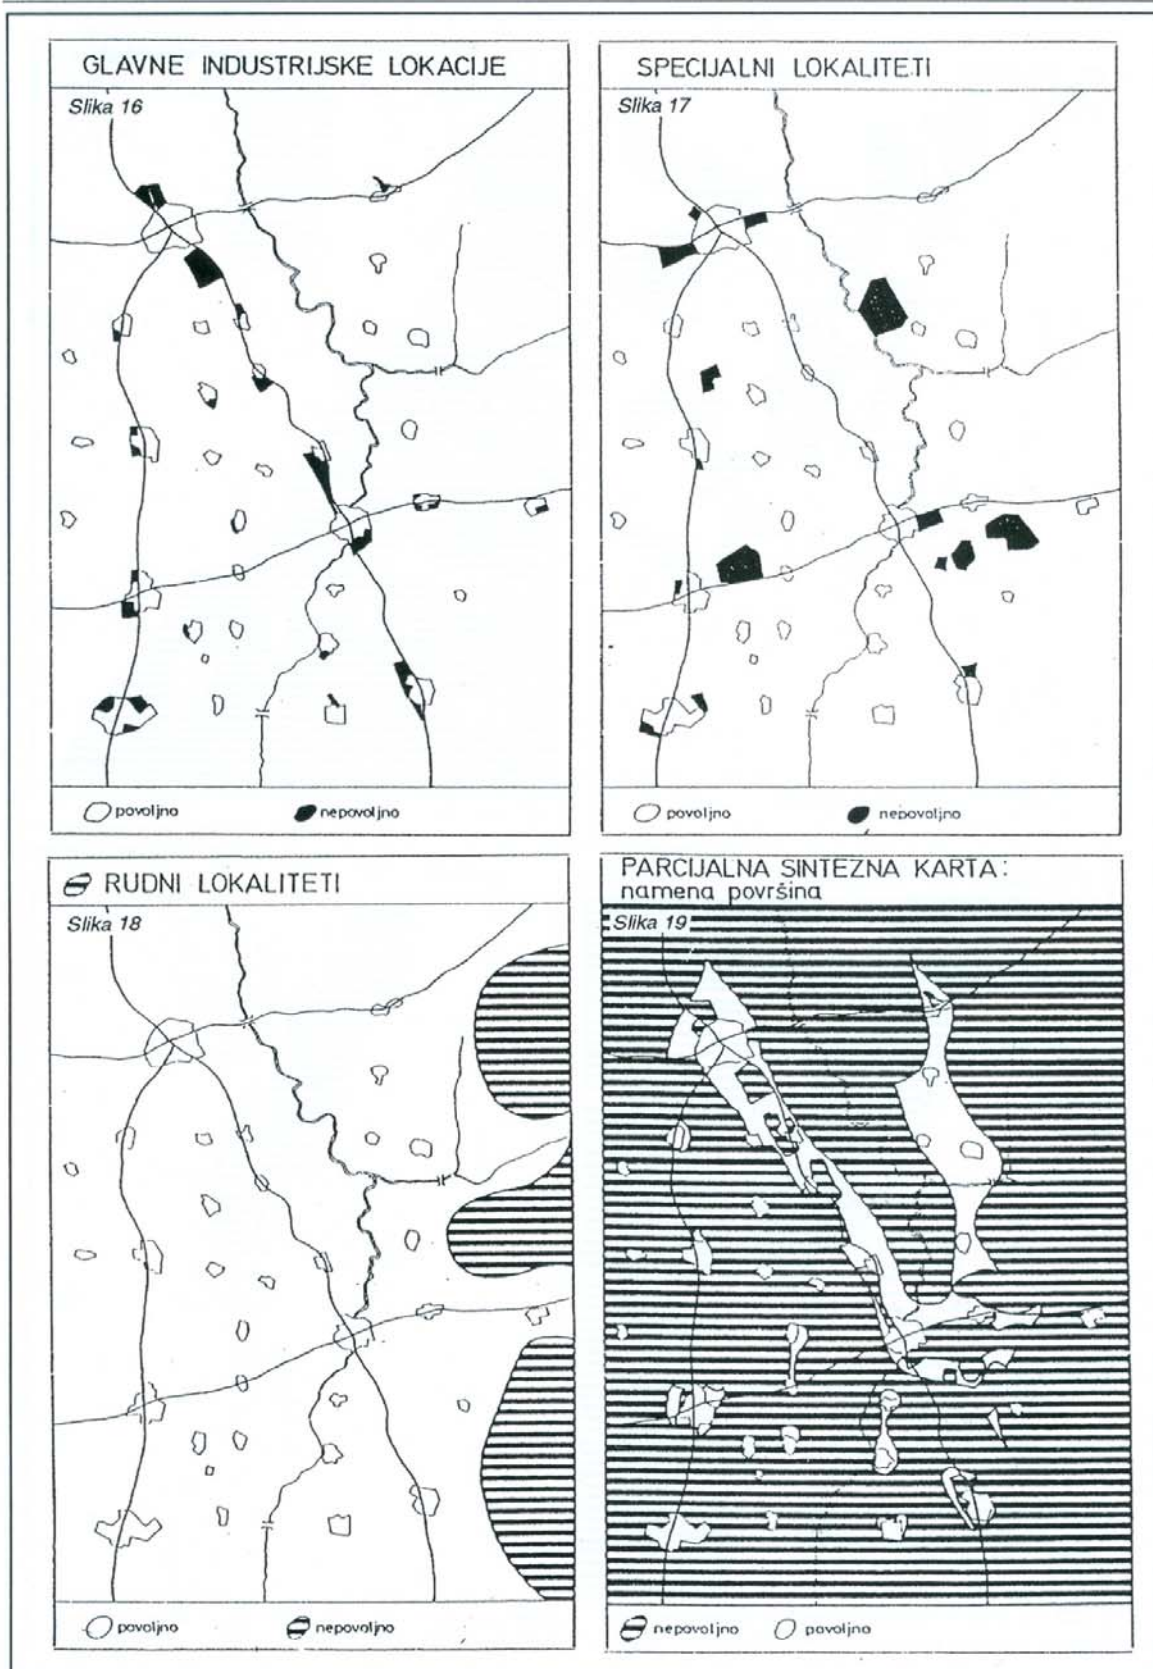 GLAVNE INDUSTRIJSKE LOKACIJE
Slika 16
povoljno nepovoljno
SPECIJALNI LOKALITETI
Slika 17
povoljno nepovoljno
RUDNI LOKALITETI
Slika 18
povoljno nepovoljno
PARCIJALNA SINTEZNA KARTA:
namena površina
Slika 19
nepovoljno povoljno